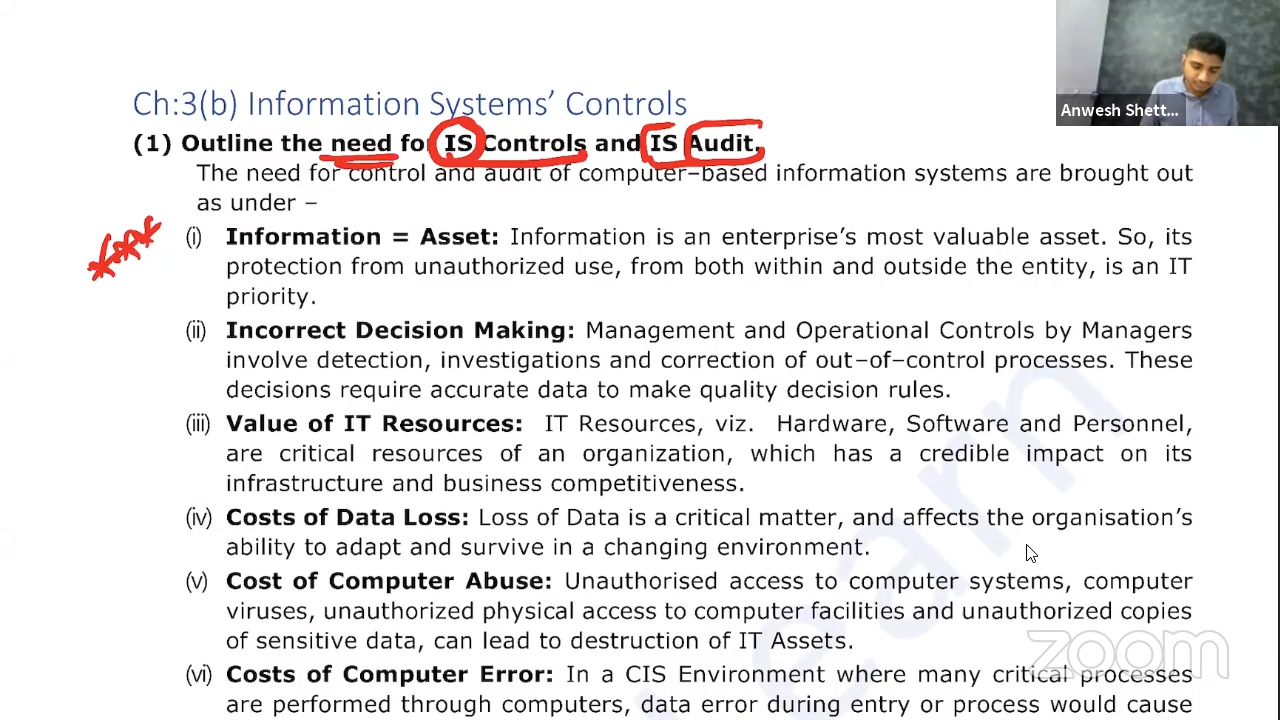 Anwesh Shett...
Ch:3(b) Information Systems’ Controls
(1) Outline the need for IS Controls and IS Audit.
The need for control and audit of computer–based information systems are brought out
as under –
(i) Information = Asset: Information is an enterprise’s most valuable asset. So, its
protection from unauthorized use, from both within and outside the entity, is an IT
priority.
(ii) Incorrect Decision Making: Management and Operational Controls by Managers
involve detection, investigations and correction of out–of–control processes. These
decisions require accurate data to make quality decision rules.
(iii) Value of IT Resources: IT Resources, viz. Hardware, Software and Personnel,
are critical resources of an organization, which has a credible impact on its
infrastructure and business competitiveness.
(iv) Costs of Data Loss: Loss of Data is a critical matter, and affects the organisation’s
ability to adapt and survive in a changing environment.
(v) Cost of Computer Abuse: Unauthorised access to computer systems, computer
viruses, unauthorized physical access to computer facilities and unauthorized copies
of sensitive data, can lead to destruction of IT Assets.
(vi) Costs of Computer Error: In a CIS Environment where many critical processes
are performed through computers, data error during entry or process would cause
zoom